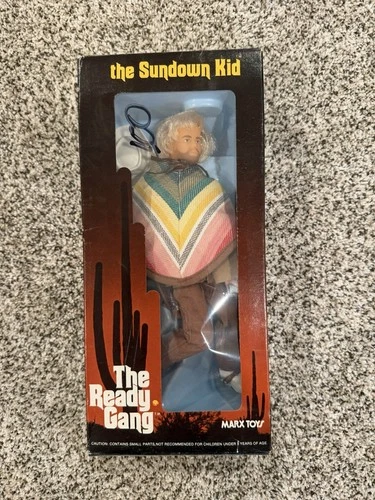 the Sundown Kid
The
Ready
Gang
TM
MARX TOYS
CAUTION: CONTAINS SMALL PARTS, NOT RECOMMENDED FOR CHILDREN UNDER 3 YEARS OF AGE